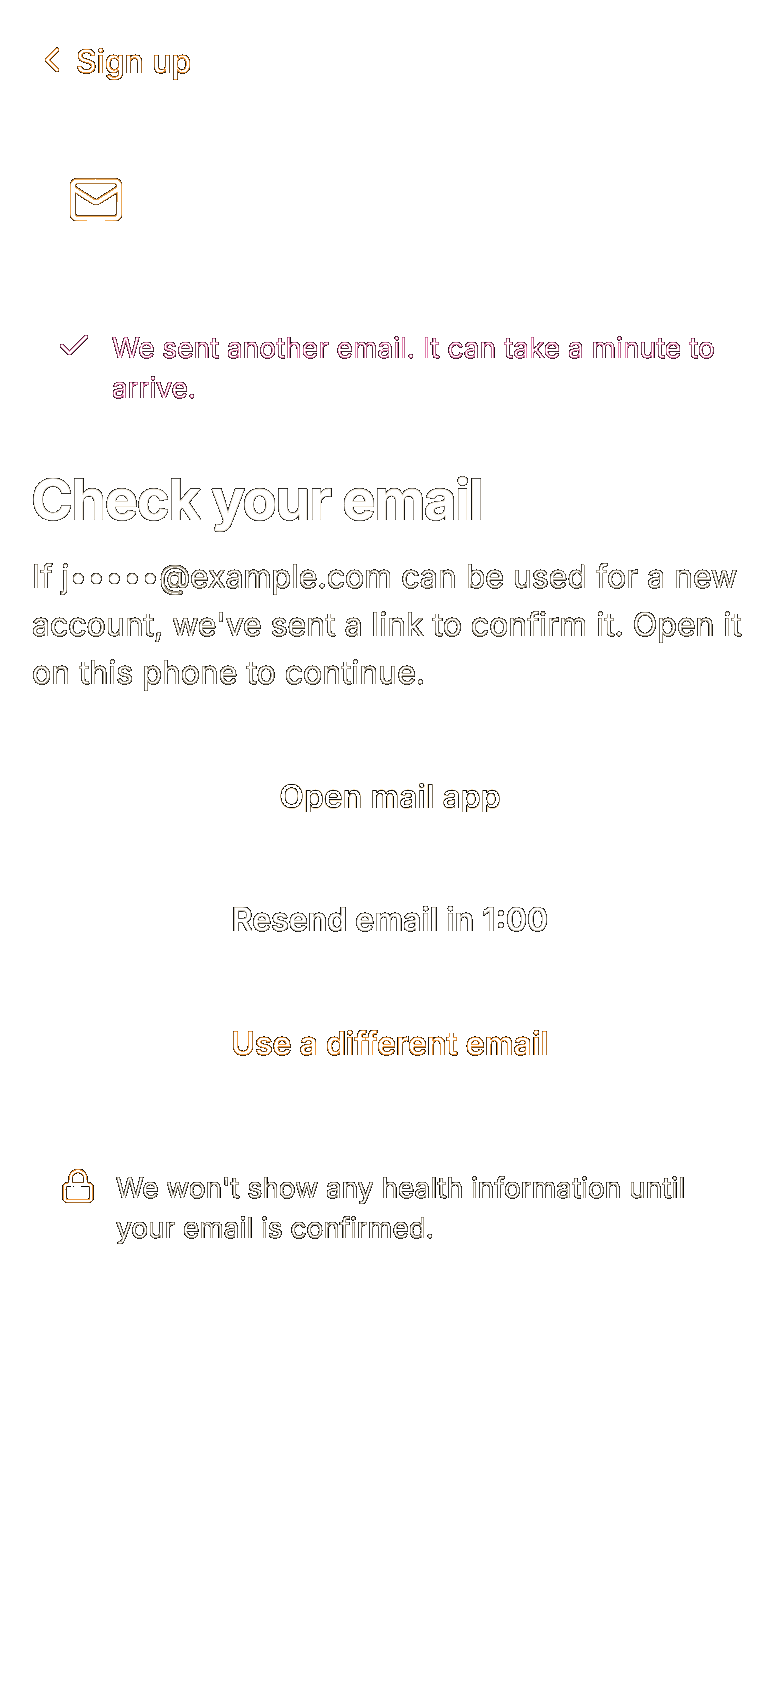 Sign up
We sent another email. It can take a minute to
arrive.
Check your email
If j•••••@example.com can be used for a new
account, we've sent a link to confirm it. Open it
on this phone to continue.
Open mail app
Resend email in 1:00
Use a different email
We won't show any health information until
your email is confirmed.